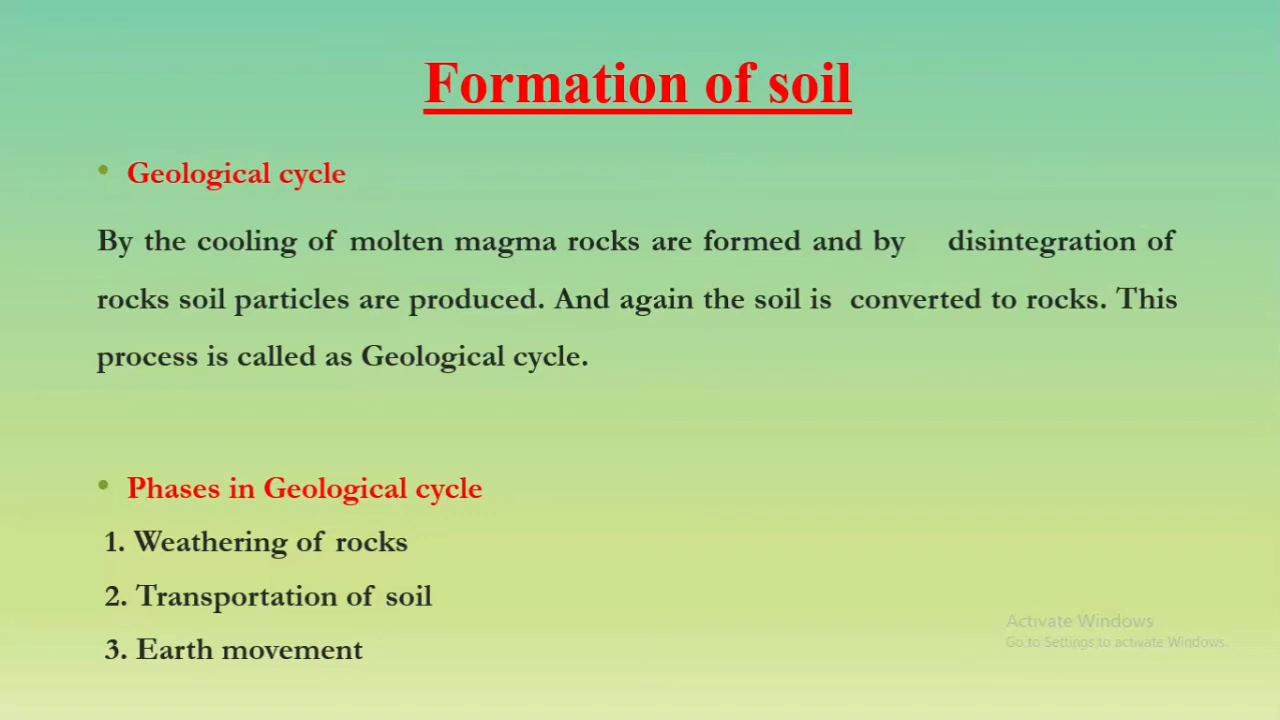 Formation of soil
• Geological cycle
By the cooling of molten magma rocks are formed and by disintegration of
rocks soil particles are produced. And again the soil is converted to rocks. This
process is called as Geological cycle.
• Phases in Geological cycle
1. Weathering of rocks
2. Transportation of soil
3. Earth movement
Activate Windows
Go to Settings to activate Windows.